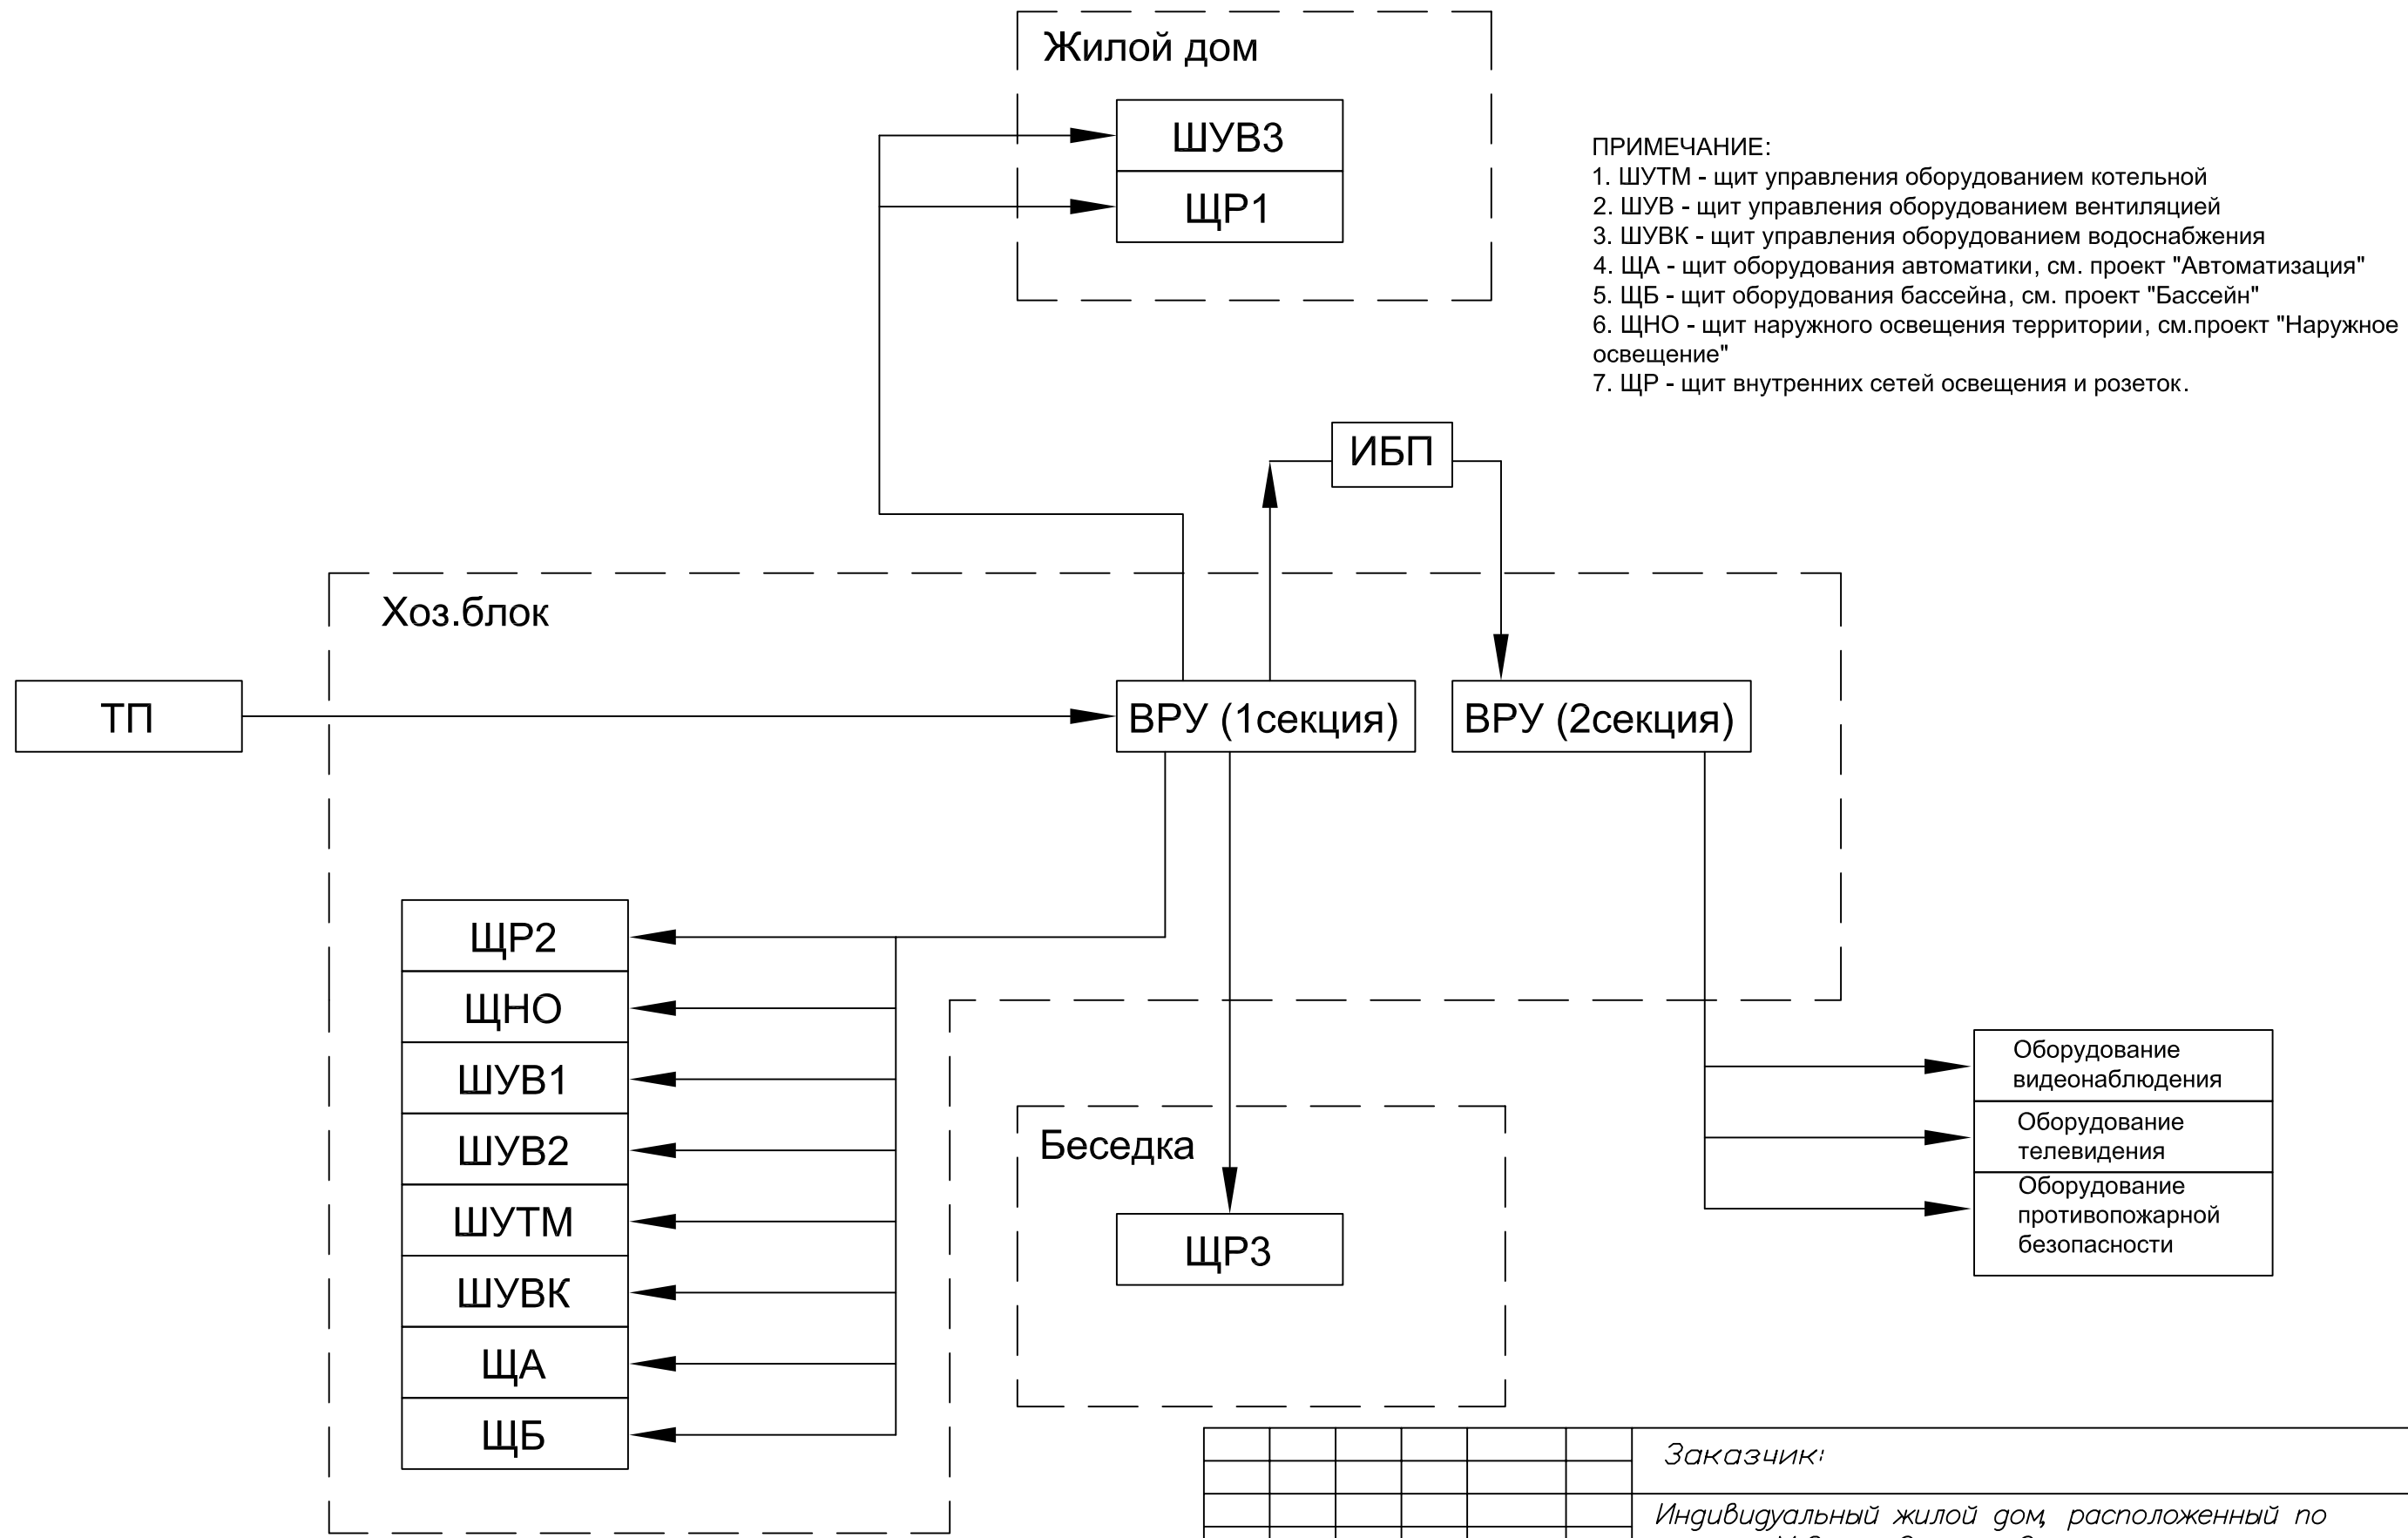 Жилой дом
ШУВ3
ЩР1
ПРИМЕЧАНИЕ:
1. ШУТМ - щит управления оборудованием котельной
2. ШУВ - щит управления оборудованием вентиляцией
3. ШУВК - щит управления оборудованием водоснабжения
4. ЩА - щит оборудования автоматики, см. проект "Автоматизация"
5. ЩБ - щит оборудования бассейна, см. проект "Бассейн"
6. ЩНО - щит наружного освещения территории, см.проект "Наружное
освещение"
7. ЩР - щит внутренних сетей освещения и розеток.
ИБП
Хоз.блок
ТП
ВРУ (1секция)
ВРУ (2секция)
ЩР2
ЩНО
ШУВ1
ШУВ2
ШУТМ
ШУВК
ЩА
ЩБ
Беседка
ЩР3
Оборудование
видеонаблюдения
Оборудование
телевидения
Оборудование
противопожарной
безопасности
Заказчик:
Индивидуальный жилой дом, расположенный по